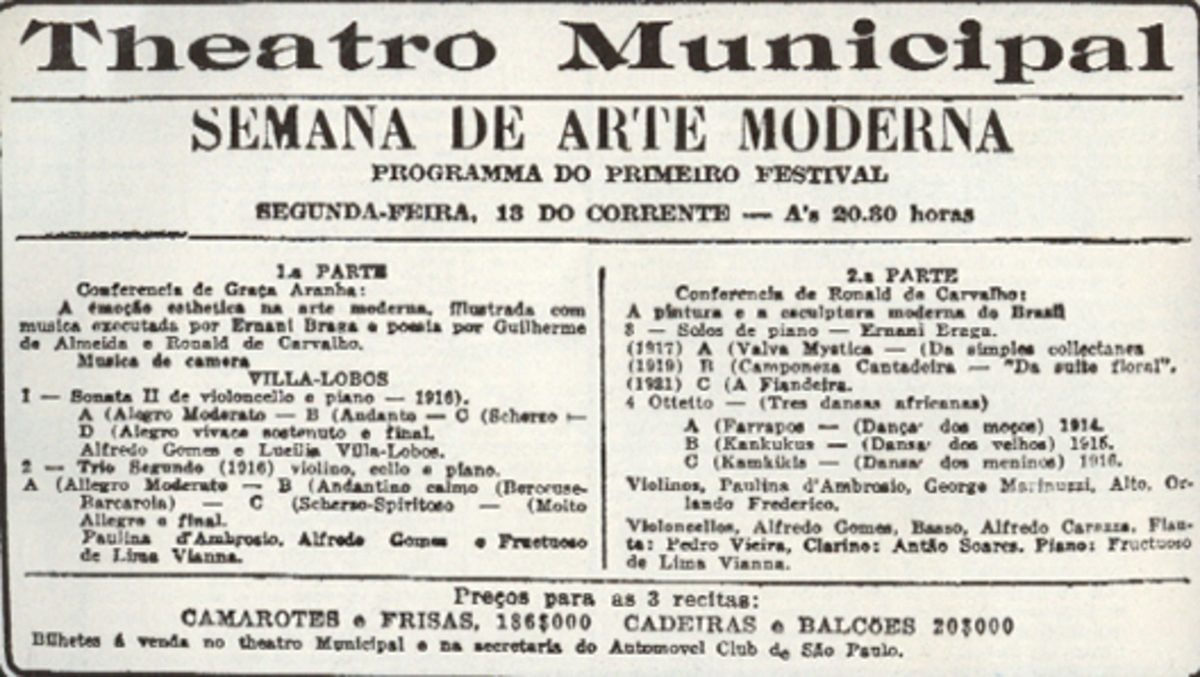 Theatro Municipal
SEMANA DE ARTE MODERNA
PROGRAMMA DO PRIMEIRO FESTIVAL
SEGUNDA-FEIRA, 13 DO CORRENTE — A's 20.30 horas
1.a PARTE
Conferencia de Graça Aranha:
A émoção esthetica na arte moderna, illustrada com
musica executada por Ernani Braga e poesia por Guilherme
de Almeida e Ronald de Carvalho.
Musica de camera
VILLA-LOBOS
1 — Sonata II de violoncello e piano — 1916).
A (Alegro Moderato — B (Andante — C (Scherzo —
D (Alegro vivace sostenuto e final.
Alfredo Gomes e Lucilia Villa-Lobos.
2 — Trio Segundo (1916) violino, cello e piano.
A (Allegro Moderato — B (Andantino calmo (Berceuse-
Barcarola) — C (Scherso-Spiritoso — (Molto
Allegro e final.
Paulina d'Ambrosio, Alfredo Gomes e Fructuoso
de Lima Vianna.
2.a PARTE
Conferencia de Ronald de Carvalho:
A pintura e a esculptura moderna do Brasil
3 — Solos de piano — Ernani Braga.
(1917) A (Valva Mystica — (Da simples collectanea
(1919) B (Camponeza Cantadeira — "Da suite floral".
(1921) C (A Fiandeira.
4 Ottetto — (Tres dansas africanas)
A (Farrapos — (Dança' dos moços) 1914.
B (Kankukus — (Dansa' dos velhos) 1915.
C (Kamkikis — (Dansa' dos meninos) 1916.
Violinos, Paulina d'Ambrosio, George Marinuzzi, Alto, Or-
lando Frederico.
Violoncellos, Alfredo Gomes, Basso, Alfredo Flau-
ta: Pedro Vieira, Clarino: Antão Soares. Piano: Fructuoso
de Lima Vianna.
Preços para as 3 recitas:
CAMAROTES e FRISAS, 186$000 CADEIRAS e BALCÕES 20$000
Bilhetes á venda no theatro Municipal e na secretaria do Automovel Club de São Paulo.